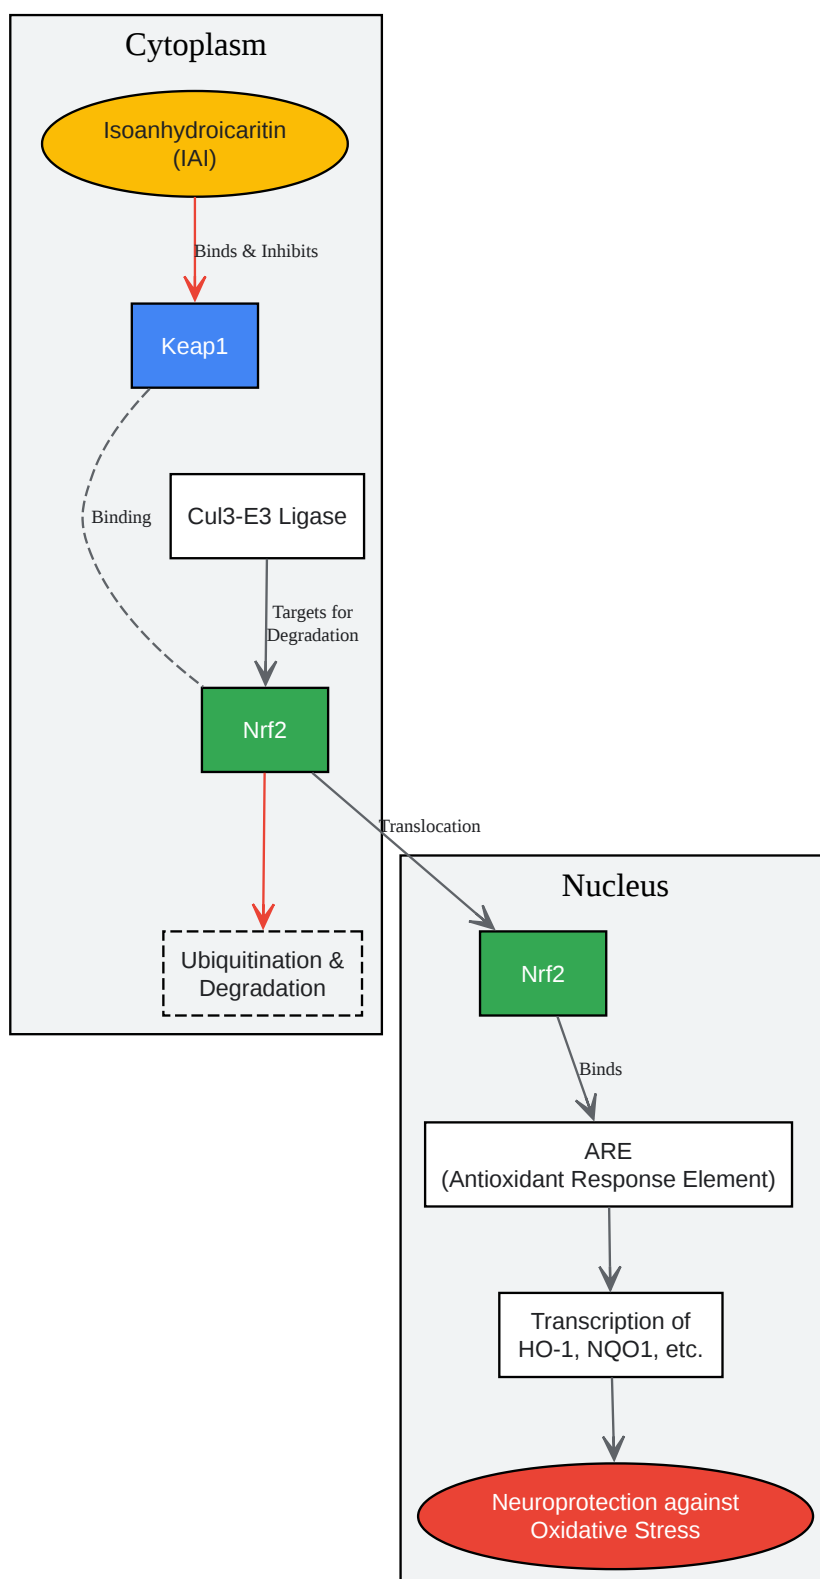 Cytoplasm
Isoanhydroicaritin
(IAI)
Binds & Inhibits
Keap1
Binding
Cul3-E3 Ligase
Targets for
Degradation
Nrf2
Translocation
Ubiquitination &
Degradation
Nucleus
Nrf2
Binds
ARE
(Antioxidant Response Element)
Transcription of
HO-1, NQO1, etc.
Neuroprotection against
Oxidative Stress